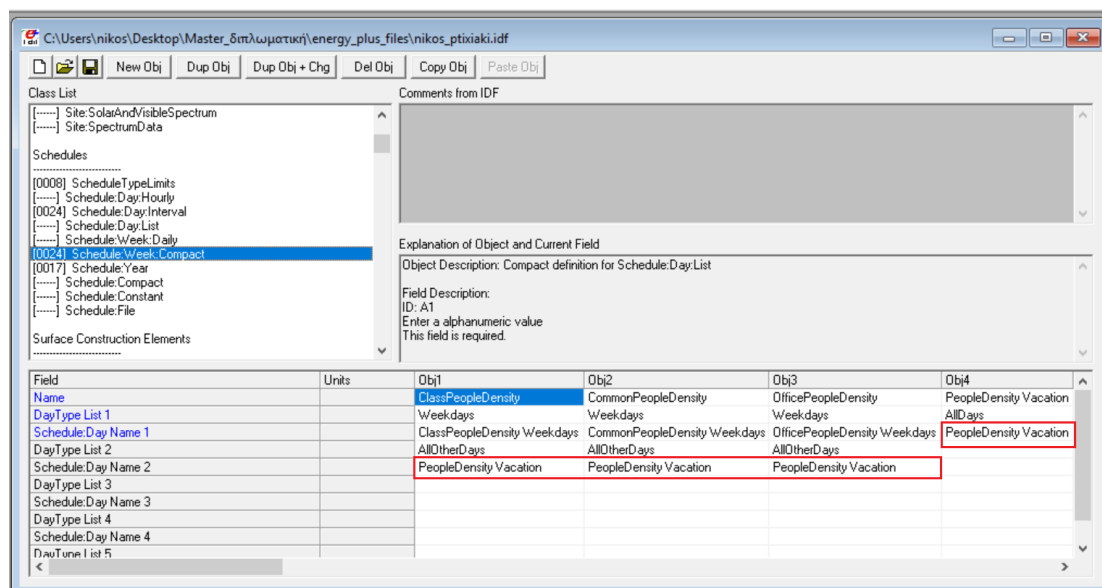 C:\Users\nikos\Desktop\Master_διπλωματική\energy_plus_files\nikos_ptixiaki.idf
New Obj Dup Obj Dup Obj + Chg Del Obj Copy Obj Paste Obj
Class List
[------] Site:SolarAndVisibleSpectrum
[------] Site:SpectrumData
Schedules
--------------------------
[0008] ScheduleTypeLimits
[------] Schedule:Day:Hourly
[0024] Schedule:Day:Interval
[------] Schedule:Day:List
[------] Schedule:Week:Daily
[0024] Schedule:Week:Compact
[0017] Schedule:Year
[------] Schedule:Compact
[------] Schedule:Constant
[------] Schedule:File
Surface Construction Elements
--------------------------
Comments from IDF
Explanation of Object and Current Field
Object Description: Compact definition for Schedule:Day:List
Field Description:
ID: A1
Enter a alphanumeric value
This field is required.
Field Units Obj1 Obj2 Obj3 Obj4
Name ClassPeopleDensity CommonPeopleDensity OfficePeopleDensity PeopleDensity Vacation
DayType List 1 Weekdays Weekdays Weekdays AllDays
Schedule:Day Name 1 ClassPeopleDensity Weekdays CommonPeopleDensity Weekdays OfficePeopleDensity Weekdays PeopleDensity Vacation
DayType List 2 AllOtherDays AllOtherDays AllOtherDays
Schedule:Day Name 2 PeopleDensity Vacation PeopleDensity Vacation PeopleDensity Vacation
DayType List 3
Schedule:Day Name 3
DayType List 4
Schedule:Day Name 4
DayType List 5